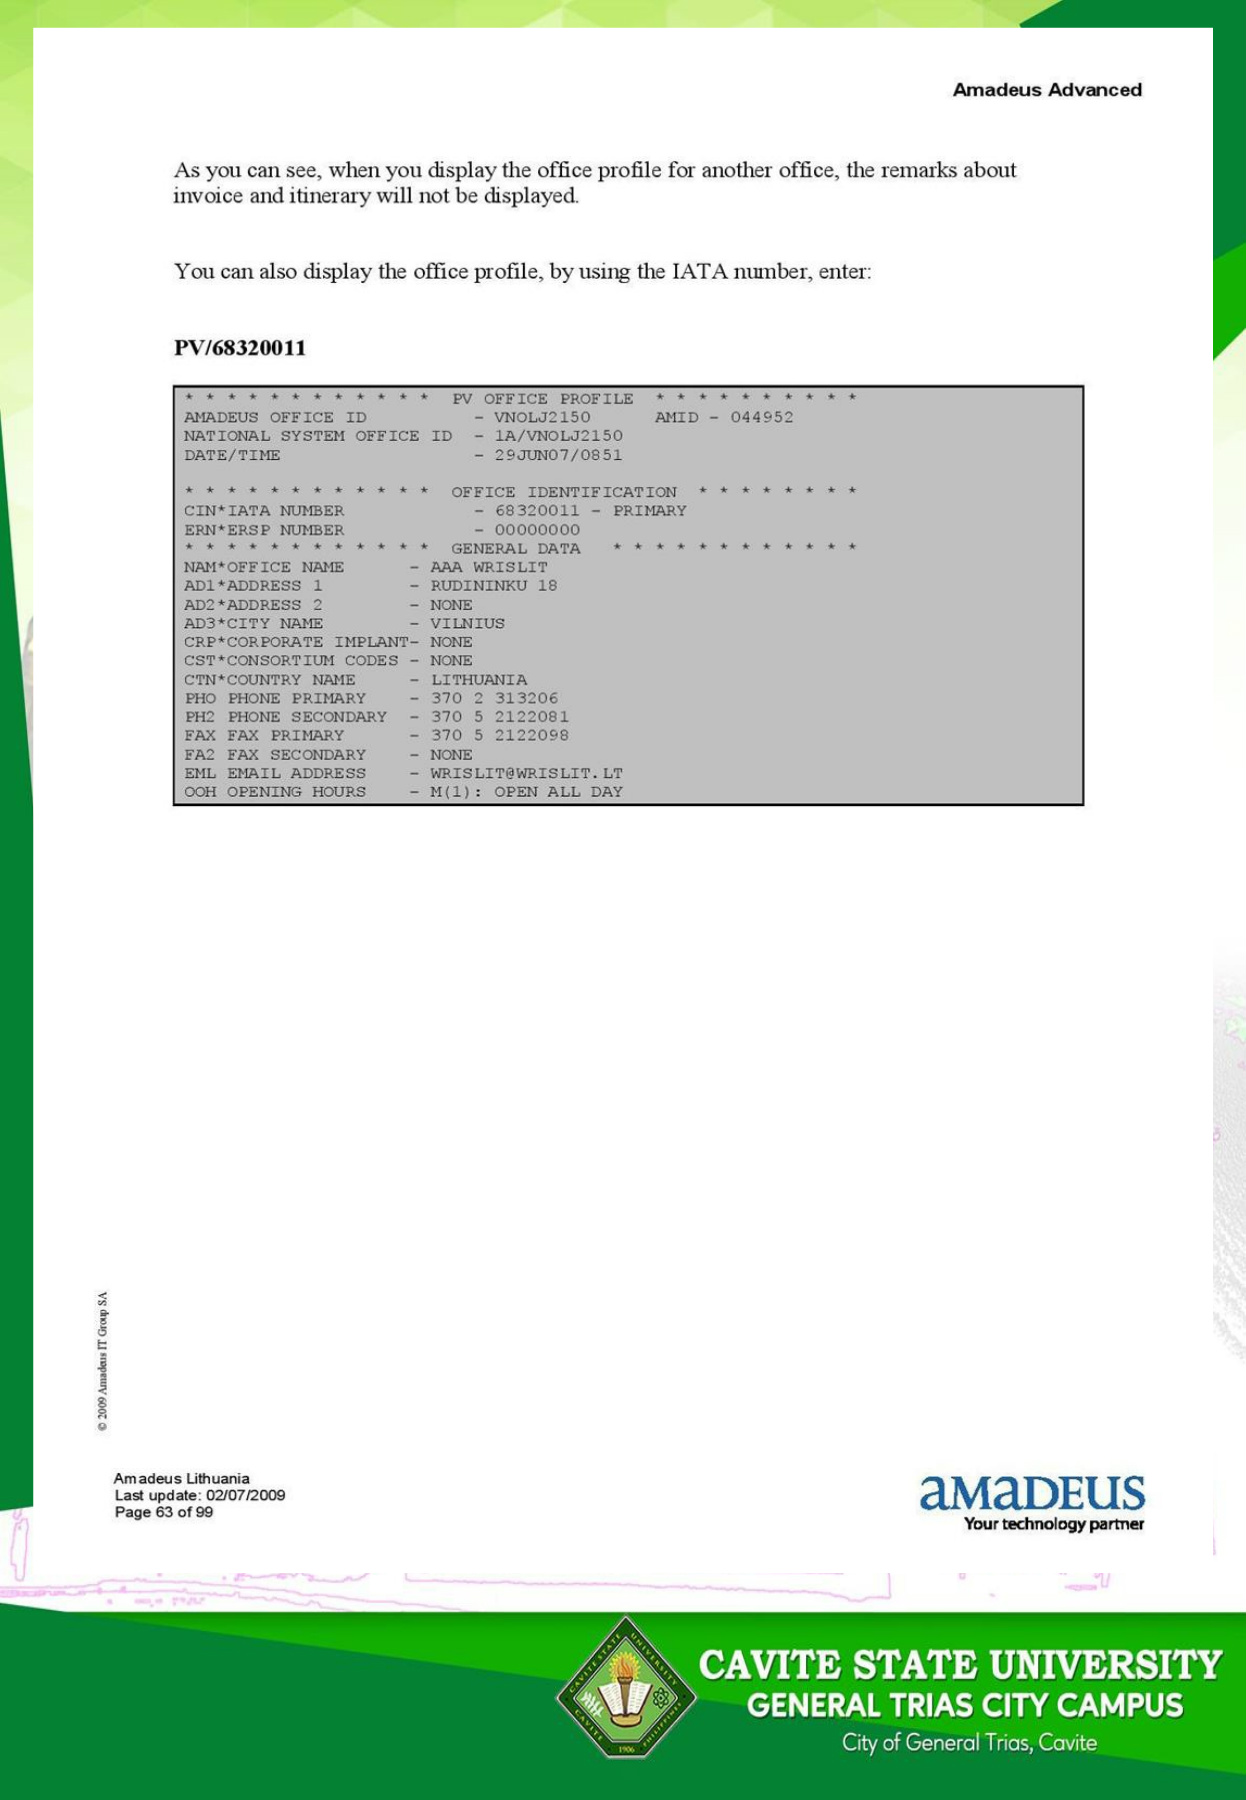 Amadeus Advanced
As you can see, when you display the office profile for another office, the remarks about
invoice and itinerary will not be displayed.
You can also display the office profile, by using the IATA number, enter:
PV/68320011
* * * * * * * * * * * * PV OFFICE PROFILE * * * * * * * * * *
AMADEUS OFFICE ID - VNOLJ2150 AMID - 044952
NATIONAL SYSTEM OFFICE ID - 1A/VNOLJ2150
DATE/TIME - 29JUN07/0851
* * * * * * * * * * * * OFFICE IDENTIFICATION * * * * * * * *
CIN*IATA NUMBER - 68320011 - PRIMARY
ERN*ERSP NUMBER - 00000000
* * * * * * * * * * * * GENERAL DATA * * * * * * * * * * * *
NAM*OFFICE NAME - AAA WRISLIT
AD1*ADDRESS 1 - RUDININKU 18
AD2*ADDRESS 2 - NONE
AD3*CITY NAME - VILNIUS
CRP*CORPORATE IMPLANT- NONE
CST*CONSORTIUM CODES - NONE
CTN*COUNTRY NAME - LITHUANIA
PHO PHONE PRIMARY - 370 2 313206
PH2 PHONE SECONDARY - 370 5 2122081
FAX FAX PRIMARY - 370 5 2122098
FA2 FAX SECONDARY - NONE
EML EMAIL ADDRESS - WRISLIT@WRISLIT.LT
OOH OPENING HOURS - M(1): OPEN ALL DAY
© 2009 Amadeus IT Group SA
Amadeus Lithuania
Last update: 02/07/2009
Page 63 of 99
aMaDEUS
Your technology partner
CAVITE STATE UNIVERSITY
CAVITE PHILIPPINES
1906
CAVITE STATE UNIVERSITY
GENERAL TRIAS CITY CAMPUS
City of General Trias, Cavite